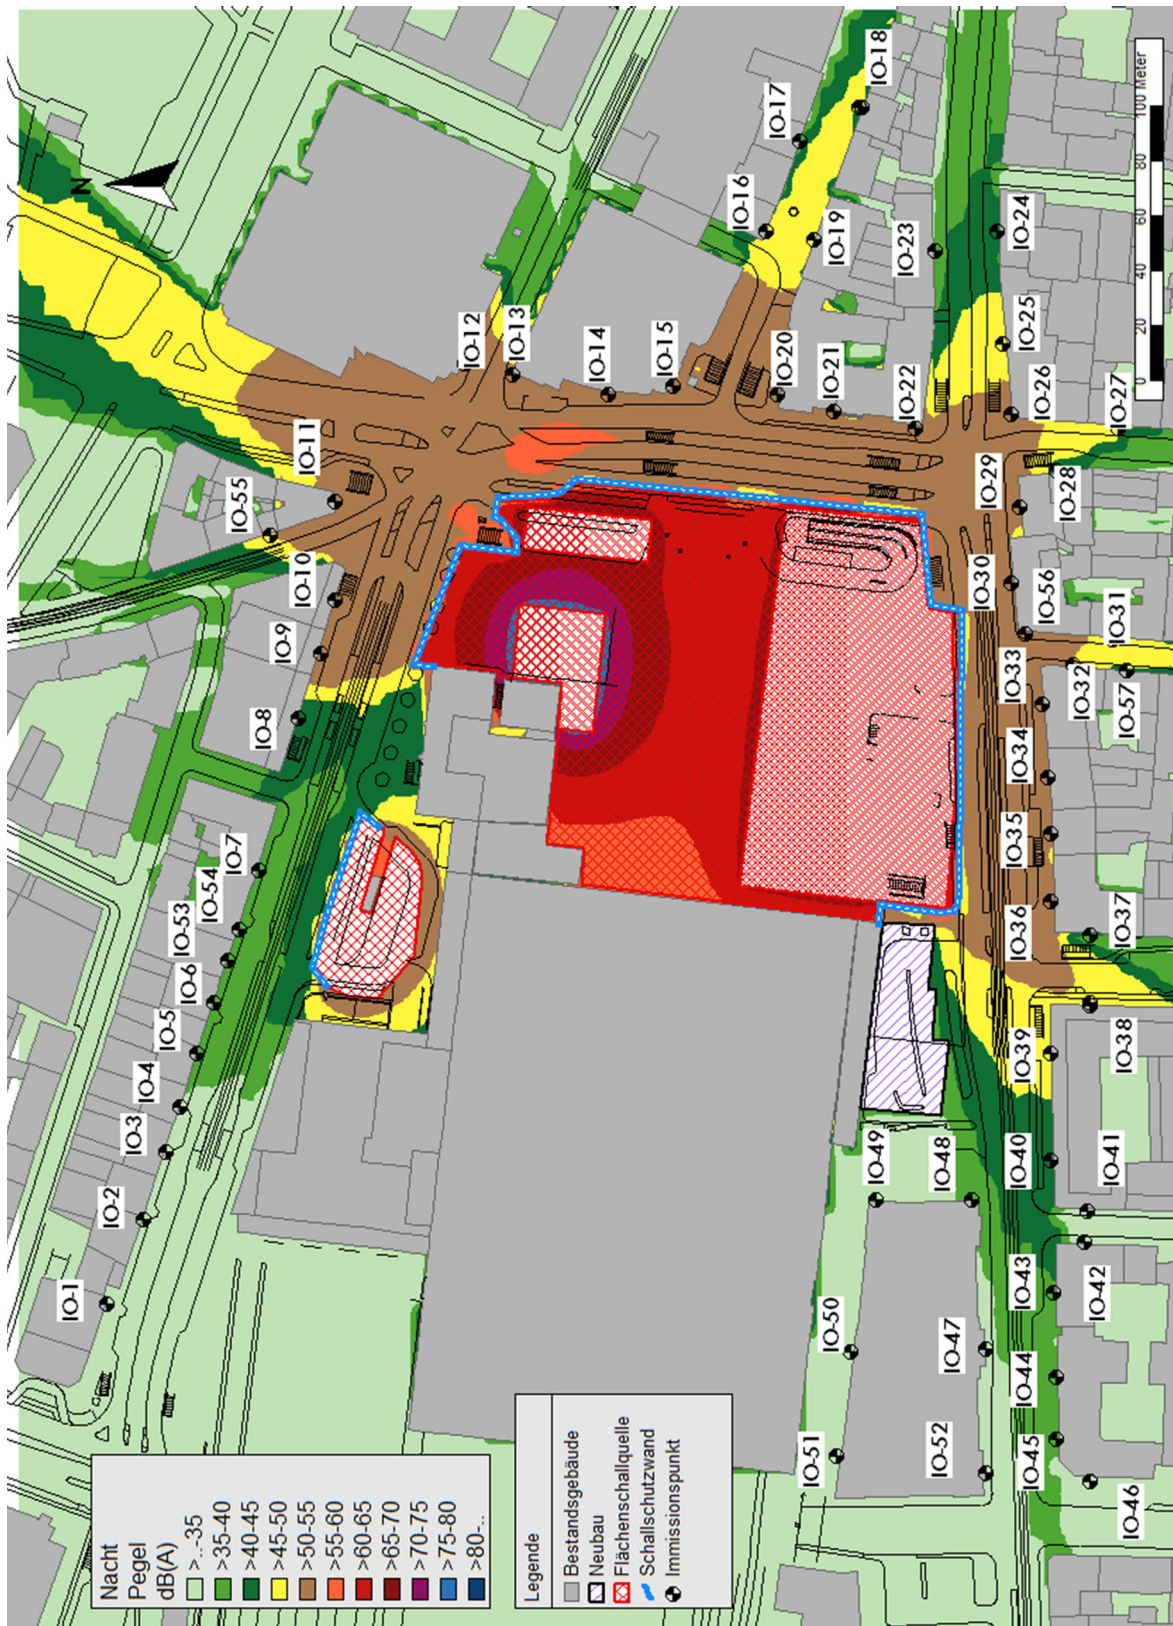 Nacht
Pegel
dB(A)
>..-35
>35-40
>40-45
>45-50
>50-55
>55-60
>60-65
>65-70
>70-75
>75-80
>80-..
Legende
Bestandsgebäude
Neubau
Flächenschallquelle
Schallschutzwand
Immissionspunkt
N
IO-1
IO-2
IO-3
IO-4
IO-5
IO-6
IO-53
IO-54
IO-7
IO-8
IO-9
IO-10
IO-55
IO-11
IO-12
IO-13
IO-14
IO-15
IO-16
IO-17
IO-18
IO-19
IO-20
IO-21
IO-22
IO-23
IO-24
IO-25
IO-26
IO-27
IO-28
IO-29
IO-30
IO-56
IO-31
IO-32
IO-57
IO-33
IO-34
IO-35
IO-36
IO-37
IO-38
IO-39
IO-40
IO-41
IO-42
IO-43
IO-44
IO-45
IO-46
IO-47
IO-48
IO-49
IO-50
IO-51
IO-52
0 20 40 60 80 100 Meter